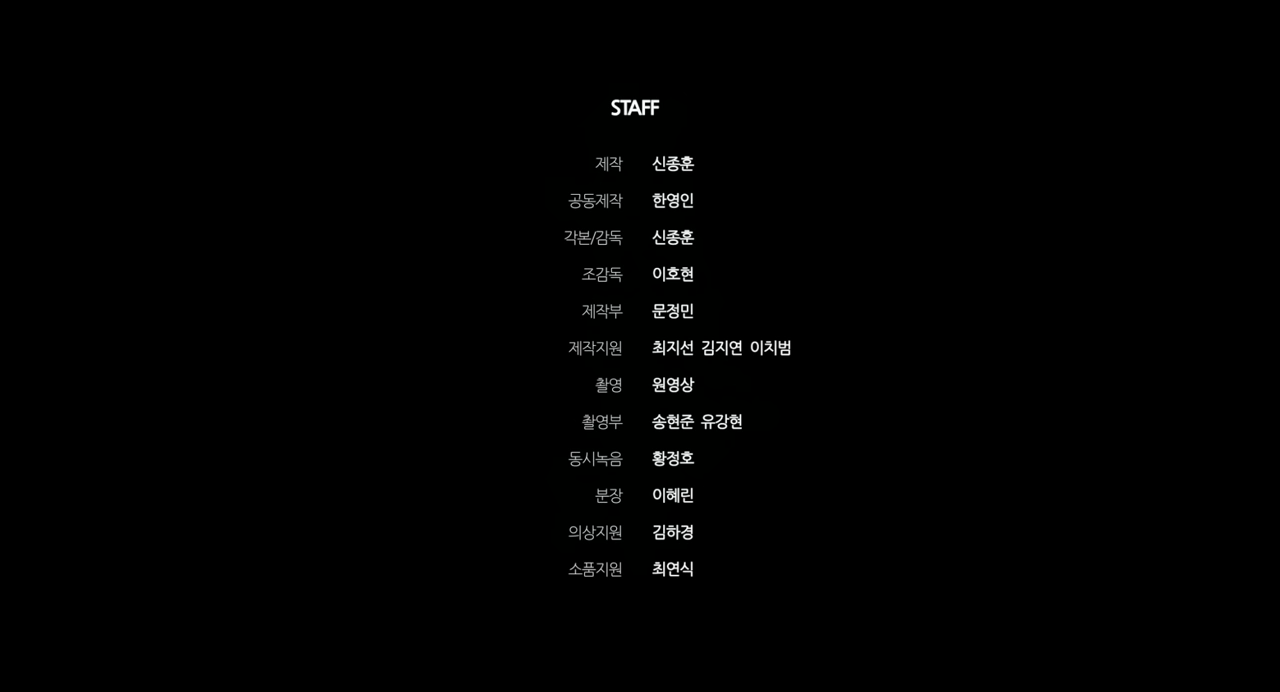 STAFF
제작 신종훈
공동제작 한영인
각본/감독 신종훈
조감독 이호현
제작부 문정민
제작지원 최지선 김지연 이치범
촬영 원영상
촬영부 송현준 유강현
동시녹음 황정호
분장 이혜린
의상지원 김하경
소품지원 최연식